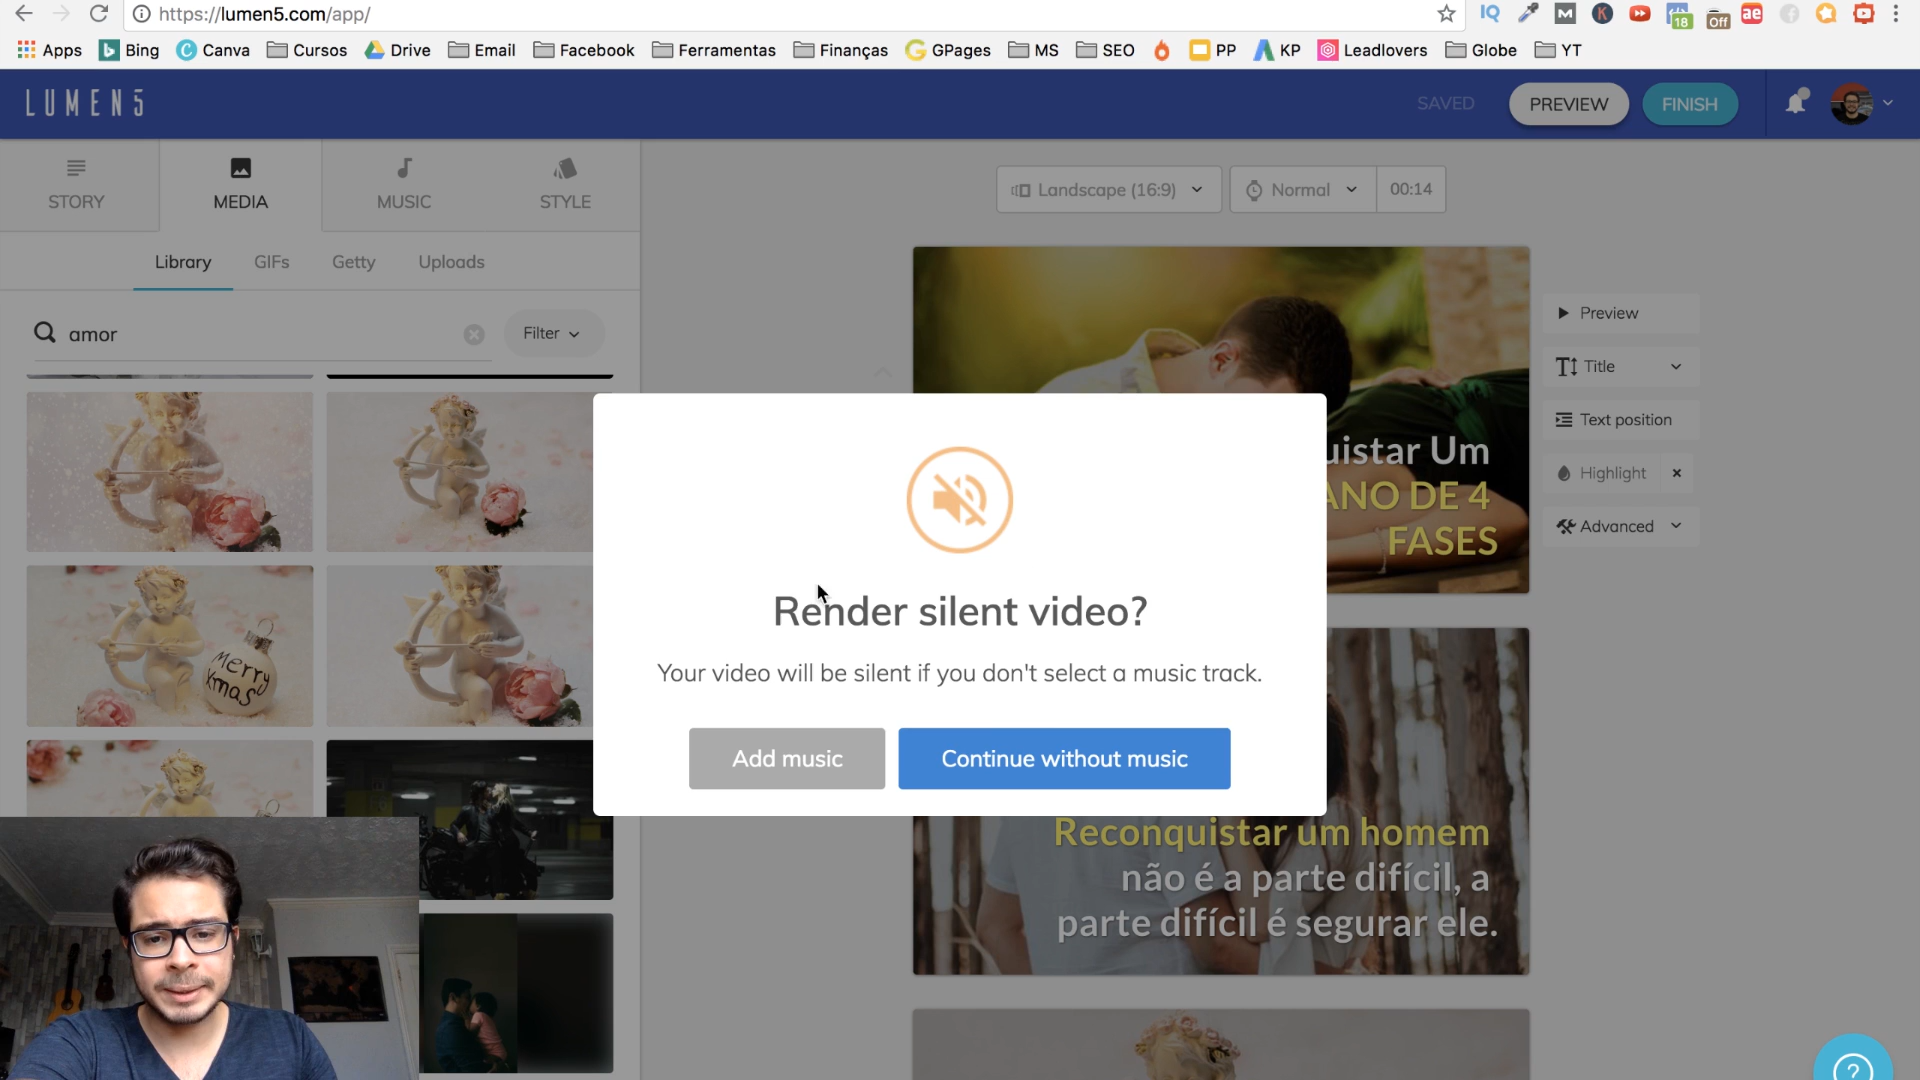 https://lumen5.com/app/
Apps Bing Canva Cursos Drive Email Facebook Ferramentas Finanças GPages MS SEO PP KP Leadlovers Globe YT
IQ M K 18 Off ae
LUMEN5
SAVED PREVIEW FINISH
STORY MEDIA MUSIC STYLE
Landscape (16:9) Normal 00:14
Library GIFs Getty Uploads
amor Filter
Preview
Title
Text position
Highlight
Advanced
uistar Um
ANO DE 4
FASES
Render silent video?
Your video will be silent if you don't select a music track.
Add music Continue without music
Merry
Xmas
Reconquistar um homem
não é a parte difícil, a
parte difícil é segurar ele.
?